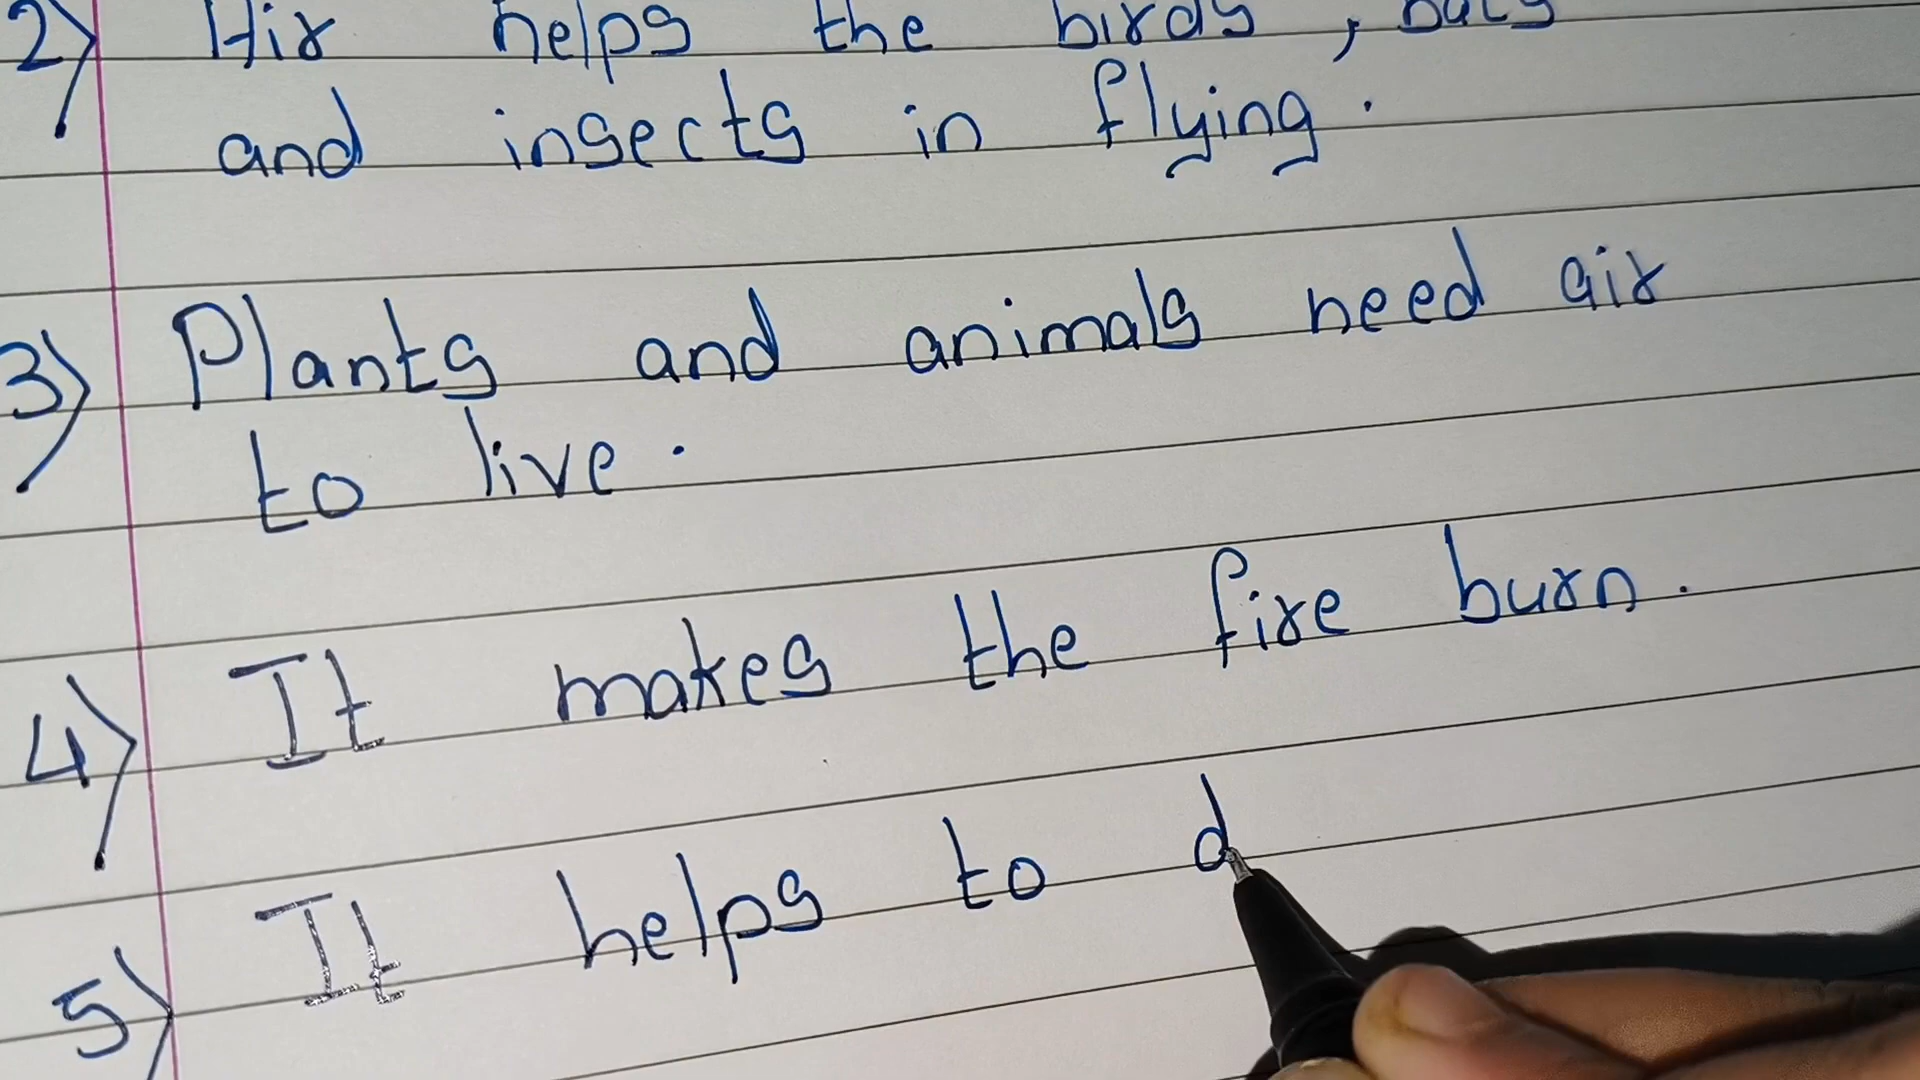 2) Air helps the birds, bats
and insects in flying.
3) Plants and animals need air
to live.
4) It makes the fire burn.
5) It helps to d